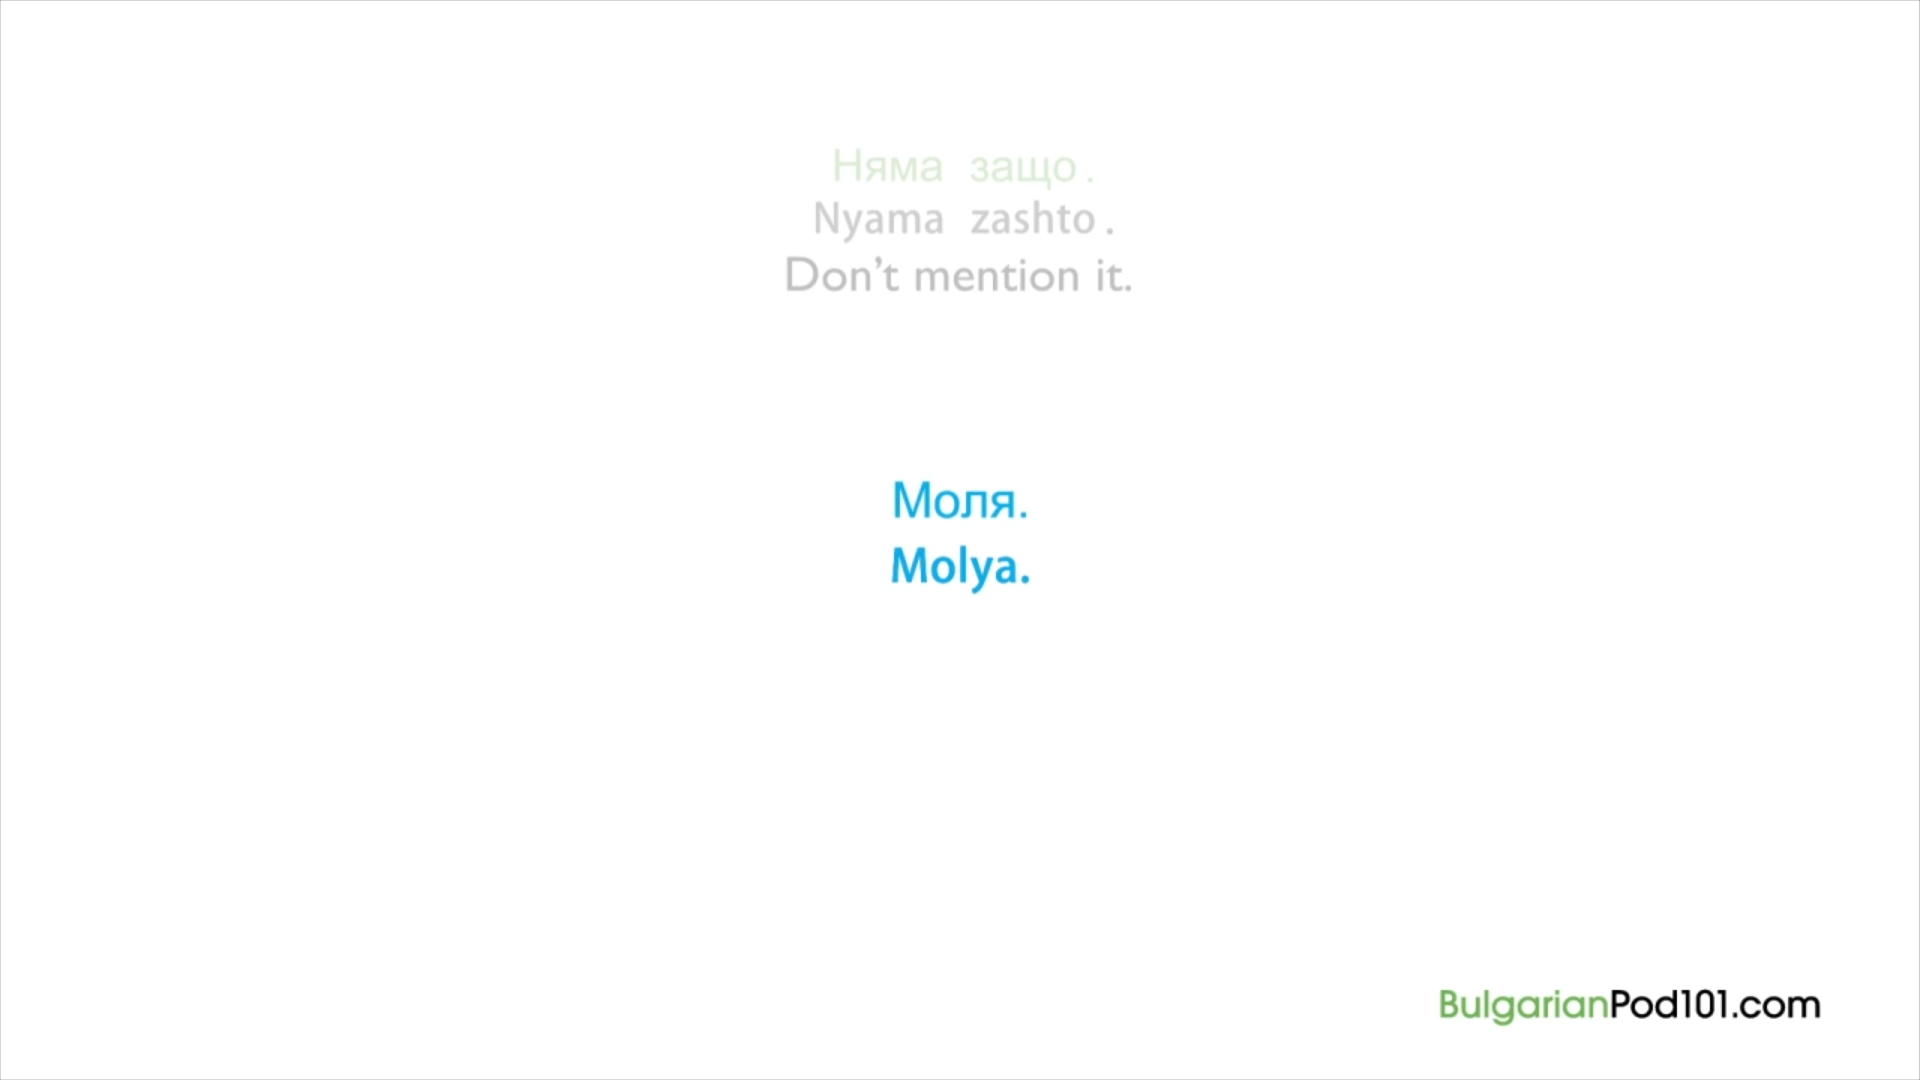 Няма защо.
Nyama zashto.
Don't mention it.
Моля.
Molya.
BulgarianPod101.com